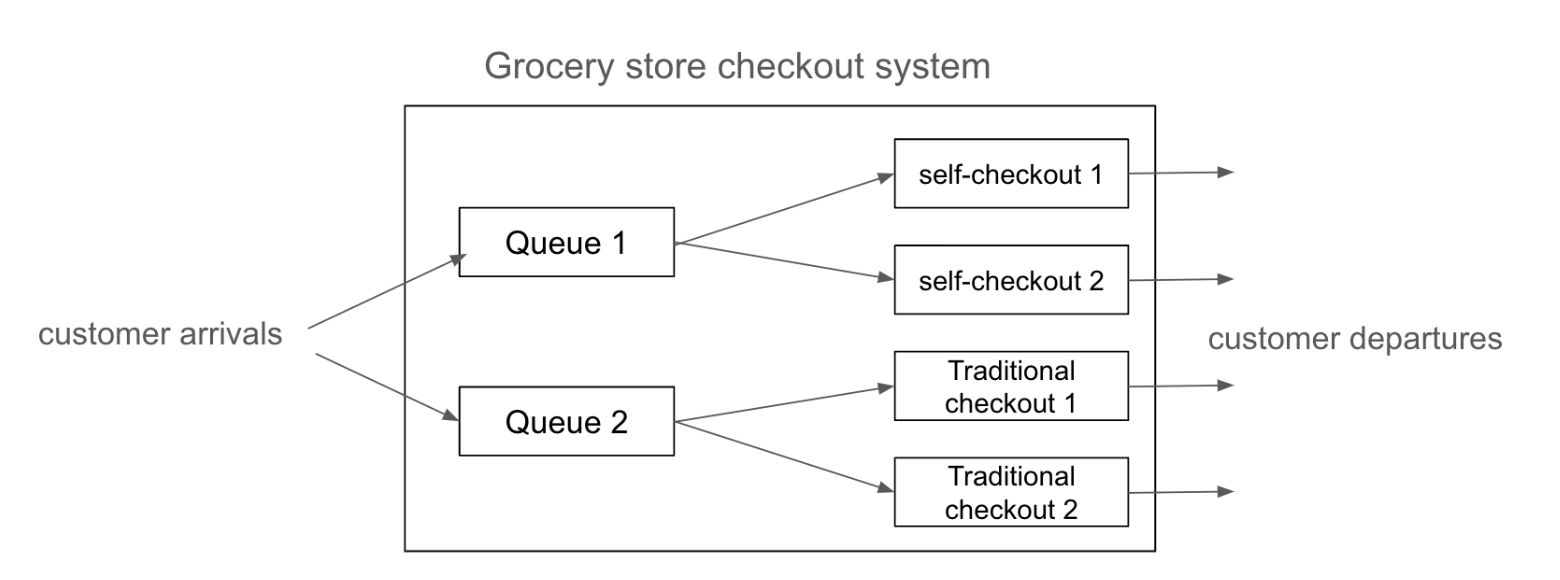 Grocery store checkout system
self-checkout 1
Queue 1
self-checkout 2
customer arrivals
customer departures
Traditional
checkout 1
Queue 2
Traditional
checkout 2